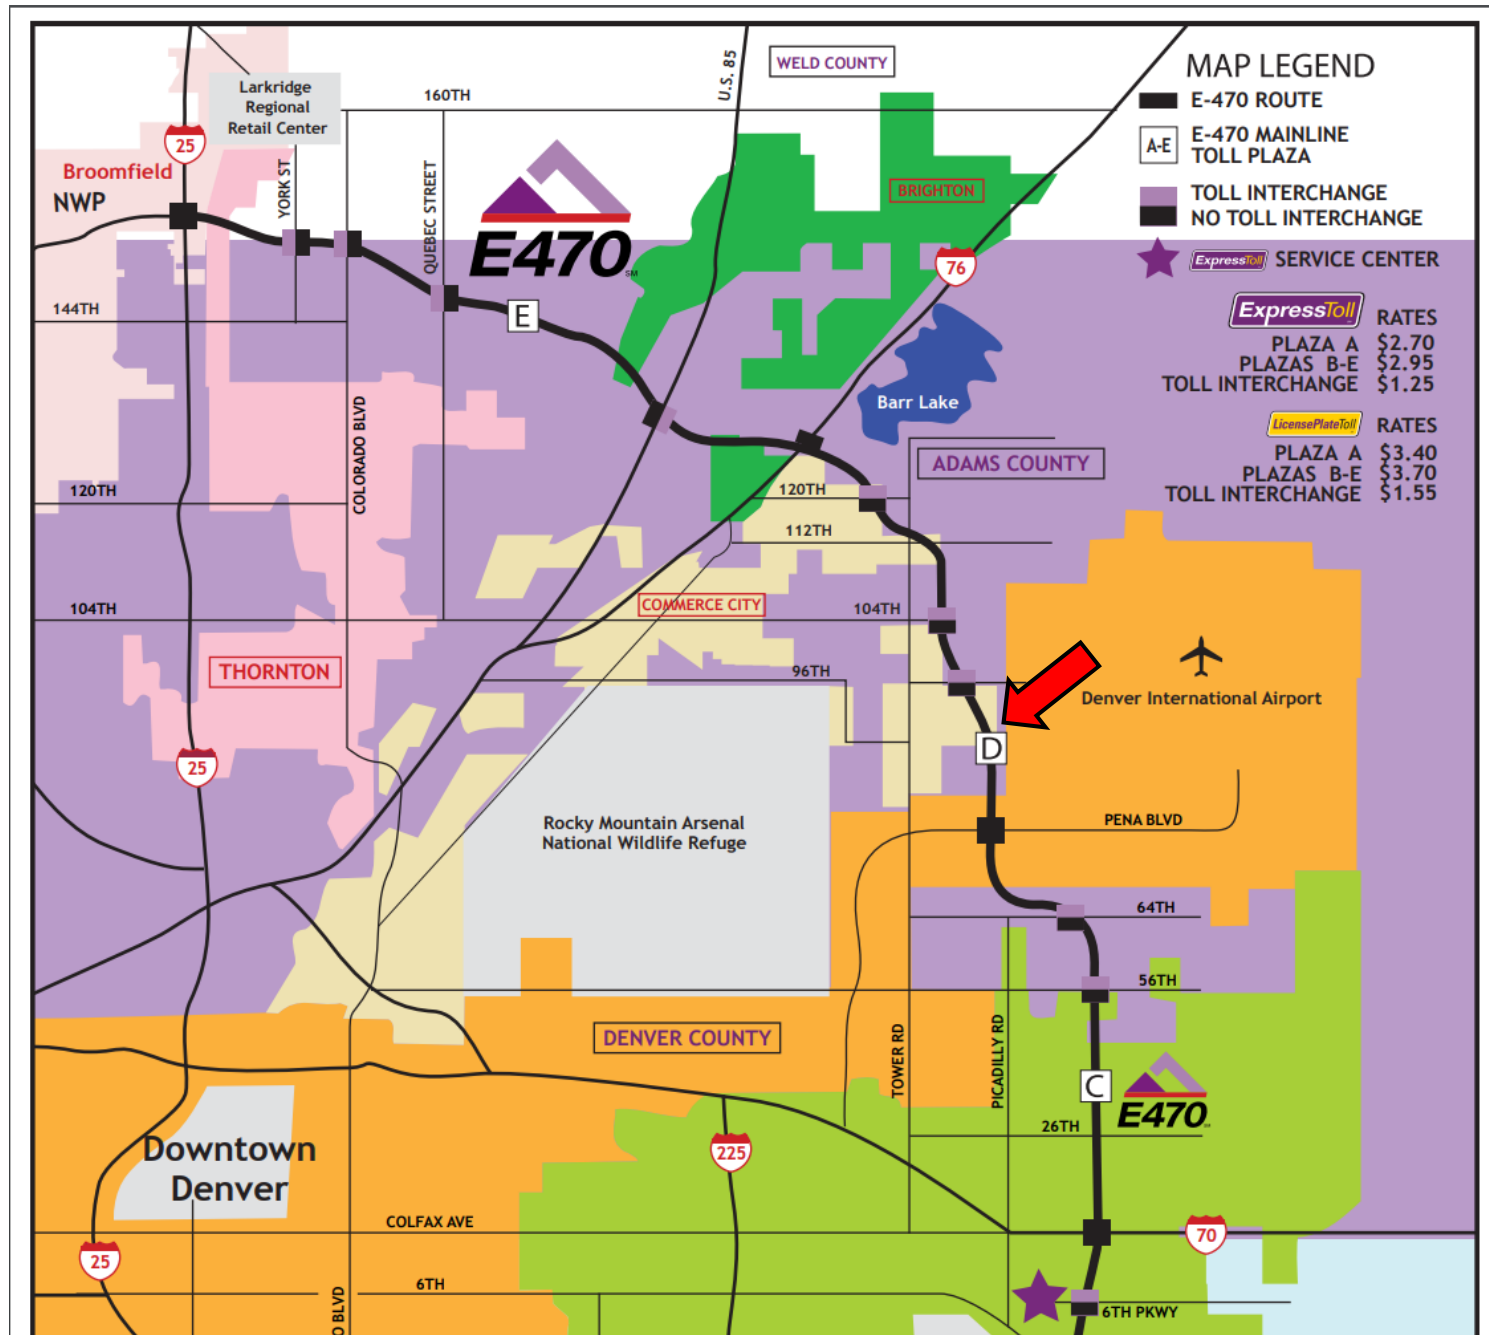 MAP LEGEND
E-470 ROUTE
A-E
E-470 MAINLINE
TOLL PLAZA
TOLL INTERCHANGE
NO TOLL INTERCHANGE
ExpressToll SERVICE CENTER
ExpressToll RATES
PLAZA A $2.70
PLAZAS B-E $2.95
TOLL INTERCHANGE $1.25
LicensePlateToll RATES
PLAZA A $3.40
PLAZAS B-E $3.70
TOLL INTERCHANGE $1.55
WELD COUNTY
U.S. 85
Larkridge
Regional
Retail Center
160TH
25
Broomfield
NWP
YORK ST
QUEBEC STREET
E470
SM
BRIGHTON
76
144TH
E
Barr Lake
COLORADO BLVD
ADAMS COUNTY
120TH
120TH
112TH
104TH
COMMERCE CITY
104TH
THORNTON
96TH
Denver International Airport
D
25
Rocky Mountain Arsenal
National Wildlife Refuge
PENA BLVD
64TH
56TH
DENVER COUNTY
TOWER RD
PICADILLY RD
C
E470
26TH
Downtown
Denver
225
COLFAX AVE
70
25
6TH
O BLVD
6TH PKWY